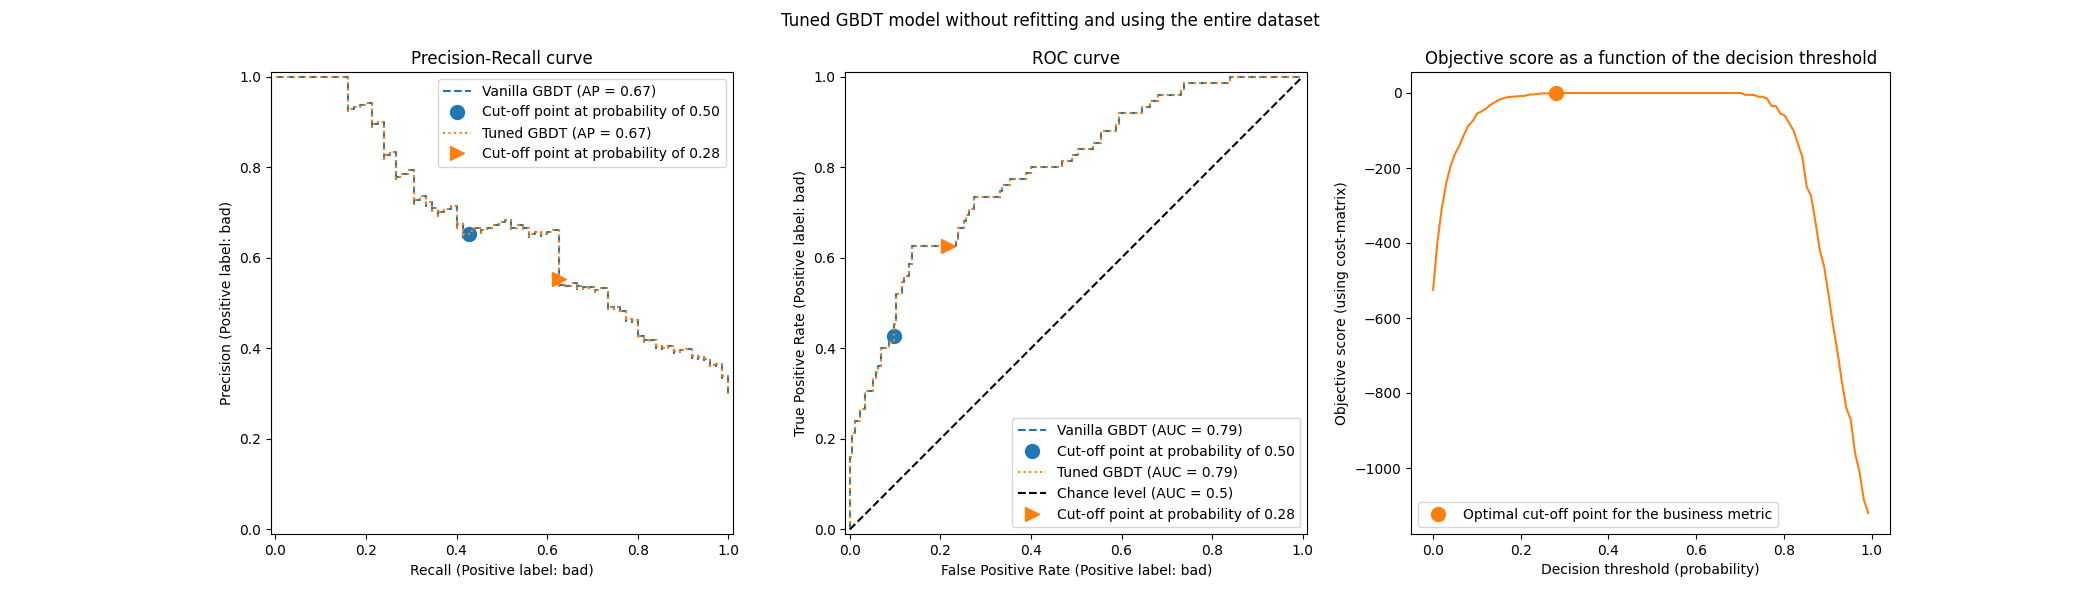 Tuned GBDT model without refitting and using the entire dataset
Precision-Recall curve
1.0
0.8
0.6
0.4
0.2
0.0
Precision (Positive label: bad)
Vanilla GBDT (AP = 0.67)
Cut-off point at probability of 0.50
Tuned GBDT (AP = 0.67)
Cut-off point at probability of 0.28
0.0 0.2 0.4 0.6 0.8 1.0
Recall (Positive label: bad)
ROC curve
1.0
0.8
0.6
0.4
0.2
0.0
True Positive Rate (Positive label: bad)
Vanilla GBDT (AUC = 0.79)
Cut-off point at probability of 0.50
Tuned GBDT (AUC = 0.79)
Chance level (AUC = 0.5)
Cut-off point at probability of 0.28
0.0 0.2 0.4 0.6 0.8 1.0
False Positive Rate (Positive label: bad)
Objective score as a function of the decision threshold
0
−200
−400
−600
−800
−1000
Objective score (using cost-matrix)
Optimal cut-off point for the business metric
0.0 0.2 0.4 0.6 0.8 1.0
Decision threshold (probability)